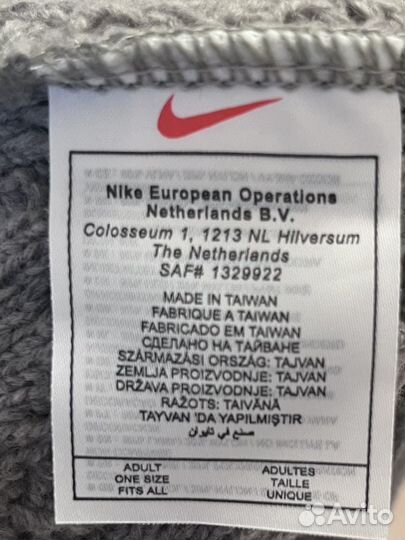 Nike European Operations
Netherlands B.V.
Colosseum 1, 1213 NL Hilversum
The Netherlands
SAF# 1329922
MADE IN TAIWAN
FABRIQUE A TAIWAN
FABRICADO EM TAIWAN
СДЕЛАНО НА ТАЙВАНЕ
SZÁRMAZÁSI ORSZÁG: TAJVAN
ZEMLJA PROIZVODNJE: TAJVAN
DRŽAVA PROIZVODNJE: TAJVAN
RAŽOTS: TAIVĀNĀ
TAYVAN 'DA YAPILMIŞTIR
صنع في تايوان
ADULT
ONE SIZE
FITS ALL
ADULTES
TAILLE
UNIQUE
Avito